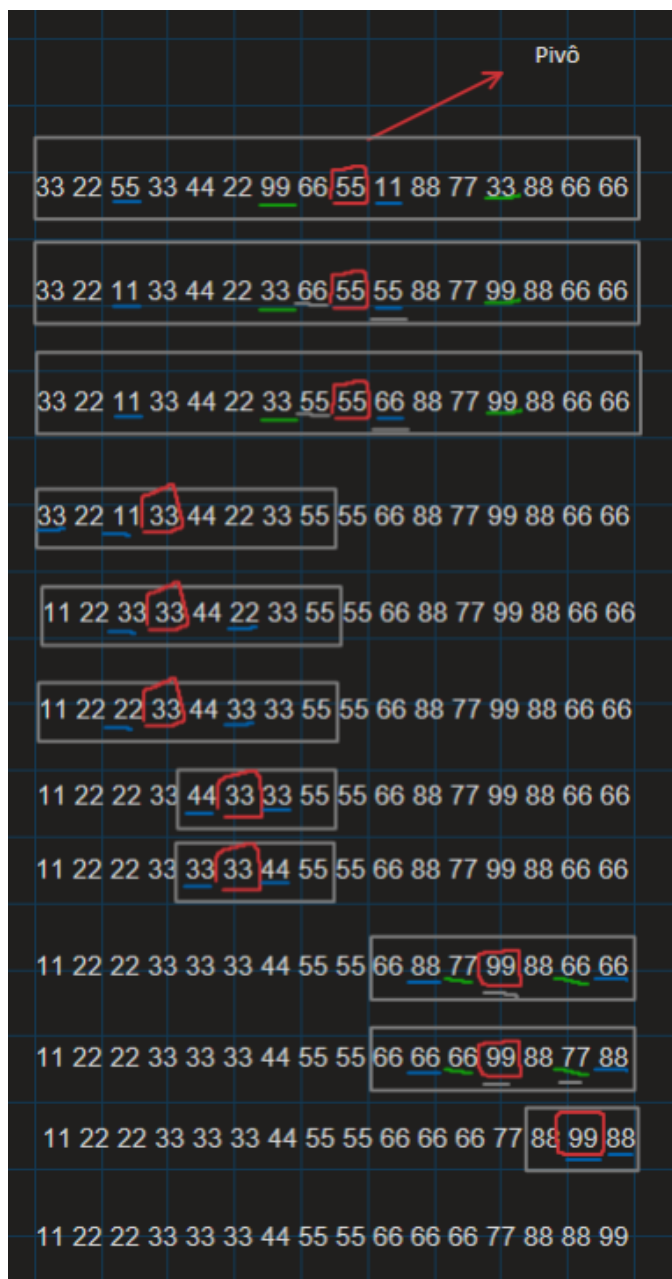 Pivô
33 22 55 33 44 22 99 66 55 11 88 77 33 88 66 66
33 22 11 33 44 22 33 66 55 55 88 77 99 88 66 66
33 22 11 33 44 22 33 55 55 66 88 77 99 88 66 66
33 22 11 33 44 22 33 55 55 66 88 77 99 88 66 66
11 22 33 33 44 22 33 55 55 66 88 77 99 88 66 66
11 22 22 33 44 33 33 55 55 66 88 77 99 88 66 66
11 22 22 33 44 33 33 55 55 66 88 77 99 88 66 66
11 22 22 33 33 33 44 55 55 66 88 77 99 88 66 66
11 22 22 33 33 33 44 55 55 66 88 77 99 88 66 66
11 22 22 33 33 33 44 55 55 66 66 66 99 88 77 88
11 22 22 33 33 33 44 55 55 66 66 66 77 88 99 88
11 22 22 33 33 33 44 55 55 66 66 66 77 88 88 99